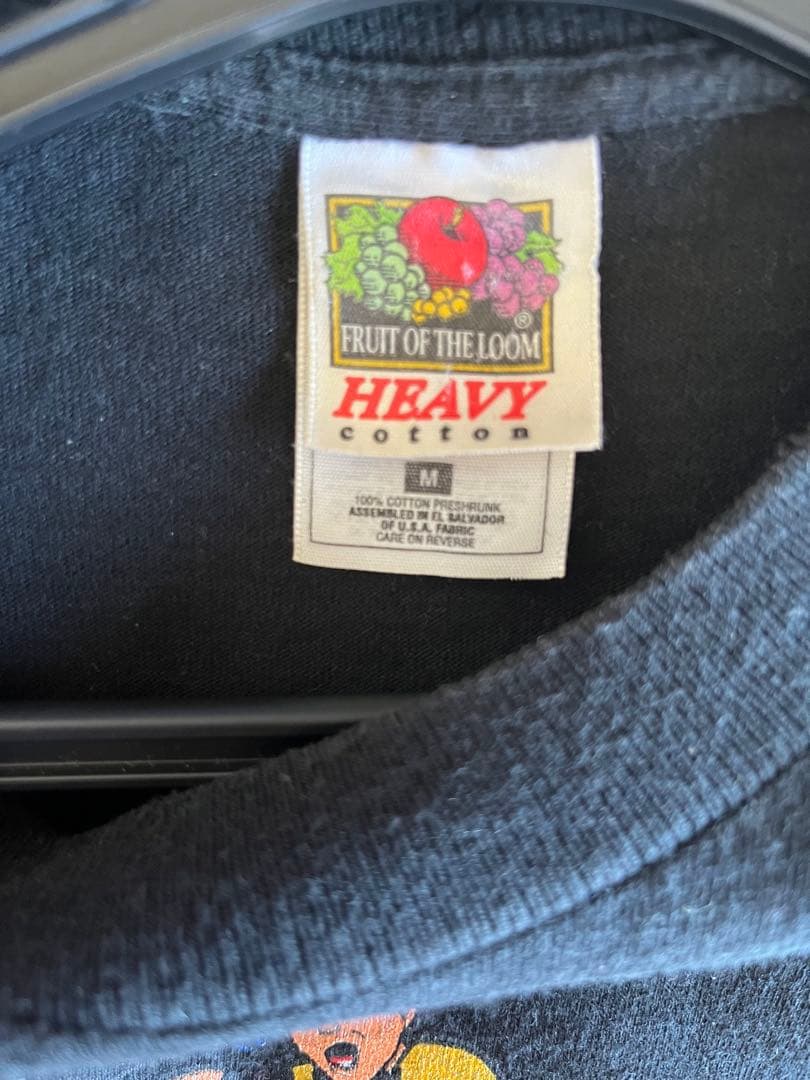 ®
FRUIT OF THE LOOM
HEAVY
cotton
M
100% COTTON PRESHRUNK
ASSEMBLED IN EL SALVADOR
OF U.S.A. FABRIC
CARE ON REVERSE